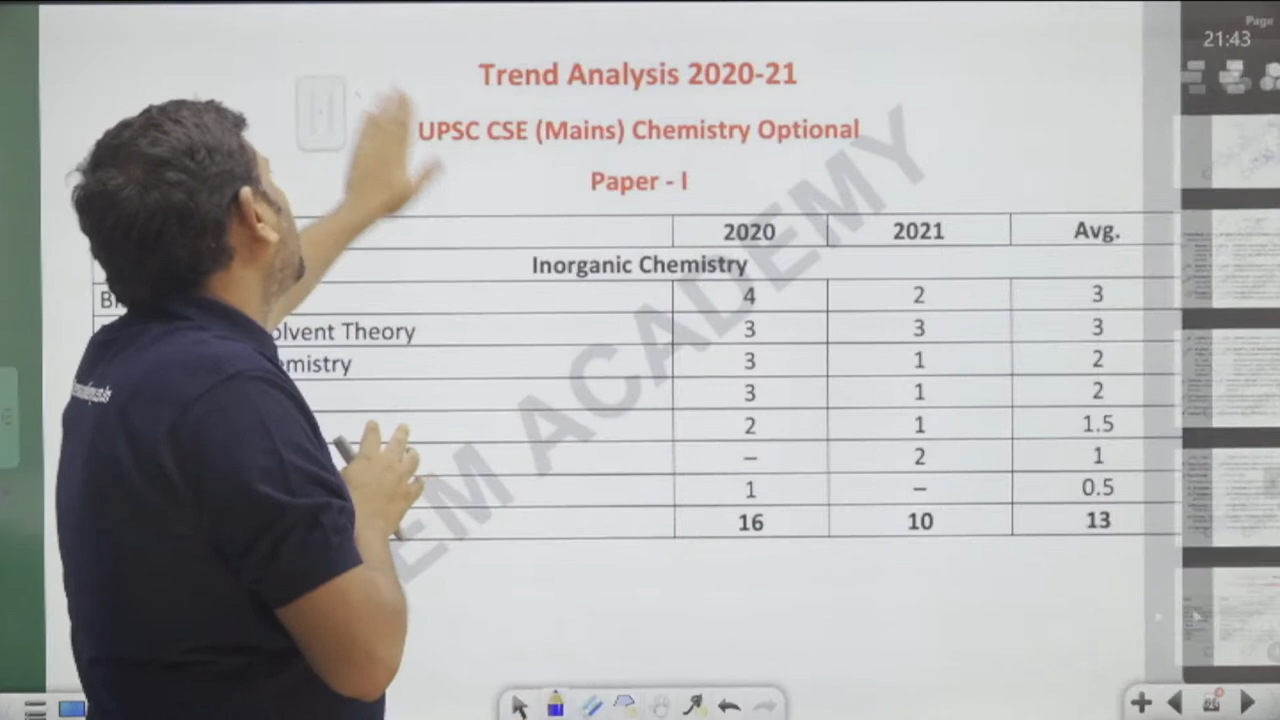 Page
21:43
Trend Analysis 2020-21
UPSC CSE (Mains) Chemistry Optional
Paper - I
2020 2021 Avg.
Inorganic Chemistry
4 2 3
olvent Theory 3 3 3
emistry 3 1 2
3 1 2
2 1 1.5
– 2 1
1 – 0.5
16 10 13
EM ACADEMY